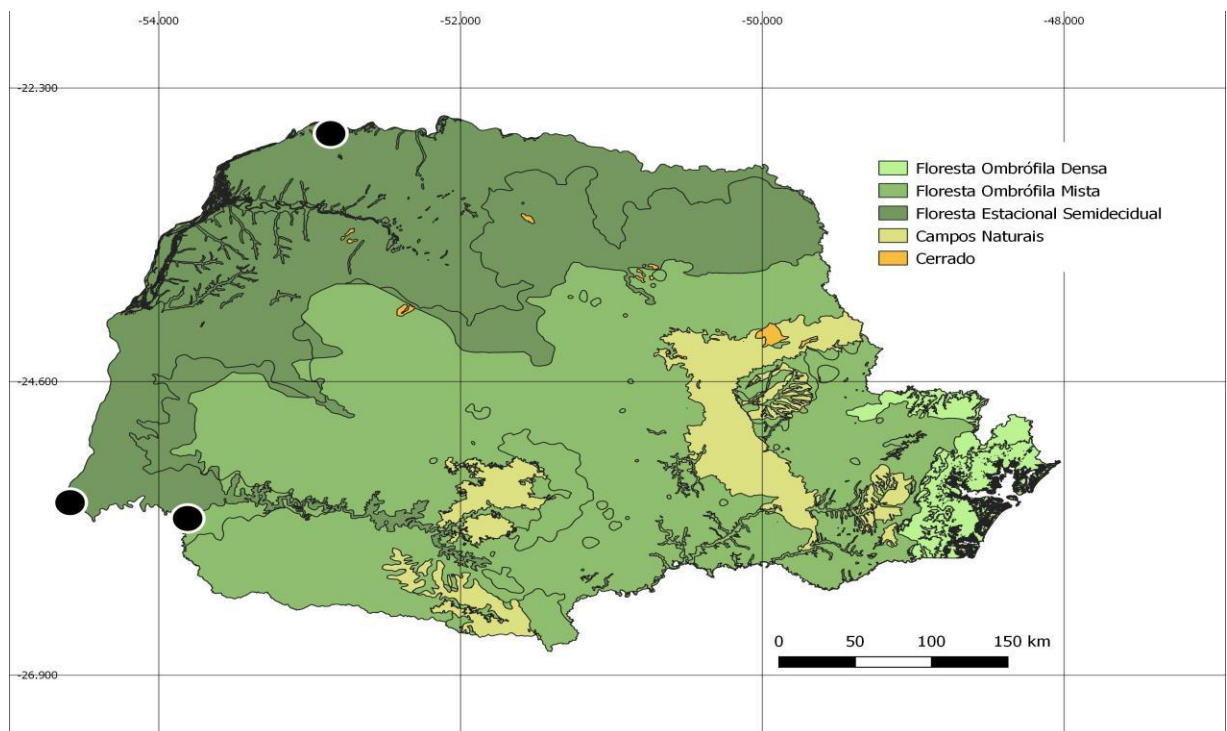 -54.000
-52.000
-50.000
-48.000
-22.300
Floresta Ombrófila Densa
Floresta Ombrófila Mista
Floresta Estacional Semidecidual
Campos Naturais
Cerrado
-24.600
0 50 100 150 km
-26.900